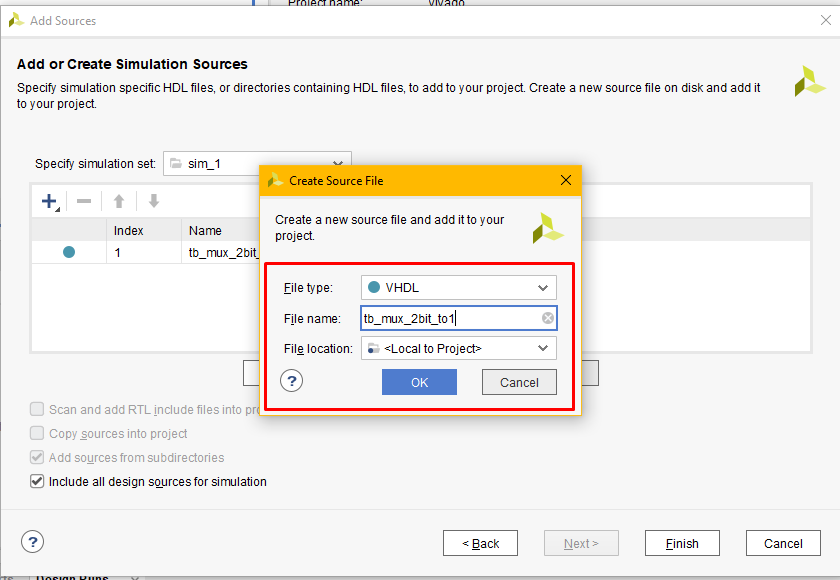 Project name: Vivado
Add Sources
Add or Create Simulation Sources
Specify simulation specific HDL files, or directories containing HDL files, to add to your project. Create a new source file on disk and add it
to your project.
Specify simulation set: sim_1
Index Name
1 tb_mux_2bit_
Create Source File
Create a new source file and add it to your
project.
File type: VHDL
File name: tb_mux_2bit_to1
File location: <Local to Project>
? OK Cancel
Scan and add RTL include files into pro
Copy sources into project
Add sources from subdirectories
Include all design sources for simulation
? < Back Next > Finish Cancel
Design Runs